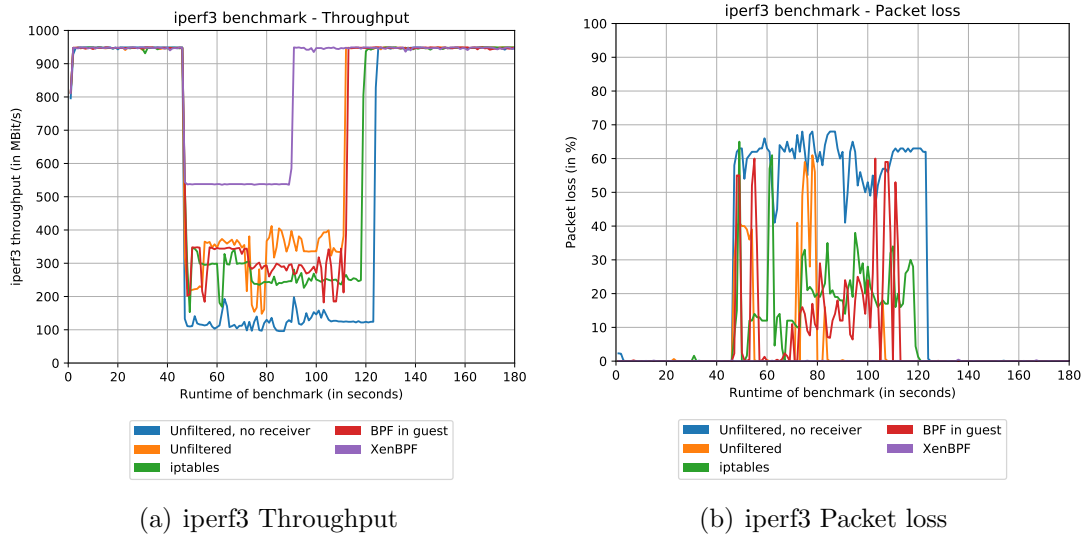 iperf3 benchmark - Throughput
1000
900
800
700
600
500
400
300
200
100
0
iperf3 throughput (in MBit/s)
0 20 40 60 80 100 120 140 160 180
Runtime of benchmark (in seconds)
Unfiltered, no receiver
Unfiltered
iptables
BPF in guest
XenBPF
(a) iperf3 Throughput
iperf3 benchmark - Packet loss
100
90
80
70
60
50
40
30
20
10
0
Packet loss (in %)
0 20 40 60 80 100 120 140 160 180
Runtime of benchmark (in seconds)
Unfiltered, no receiver
Unfiltered
iptables
BPF in guest
XenBPF
(b) iperf3 Packet loss